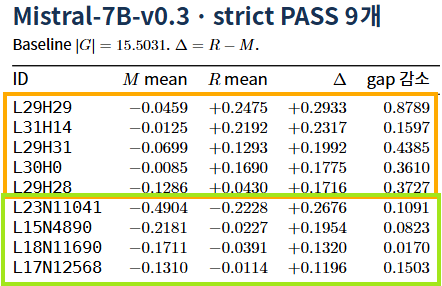 Mistral-7B-v0.3 · strict PASS 9개
Baseline |G| = 15.5031. Δ = R − M.
ID M mean R mean Δ gap 감소
L29H29 −0.0459 +0.2475 +0.2933 0.8789
L31H14 −0.0125 +0.2192 +0.2317 0.1597
L29H31 −0.0699 +0.1293 +0.1992 0.4385
L30H0 −0.0085 +0.1690 +0.1775 0.3610
L29H28 −0.1286 +0.0430 +0.1716 0.3727
L23N11041 −0.4904 −0.2228 +0.2676 0.1091
L15N4890 −0.2181 −0.0227 +0.1954 0.0823
L18N11690 −0.1711 −0.0391 +0.1320 0.0170
L17N12568 −0.1310 −0.0114 +0.1196 0.1503